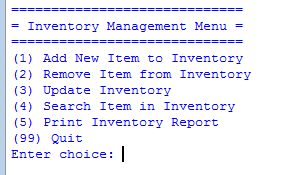 ==============================
= Inventory Management Menu =
==============================
(1) Add New Item to Inventory
(2) Remove Item from Inventory
(3) Update Inventory
(4) Search Item in Inventory
(5) Print Inventory Report
(99) Quit
Enter choice: